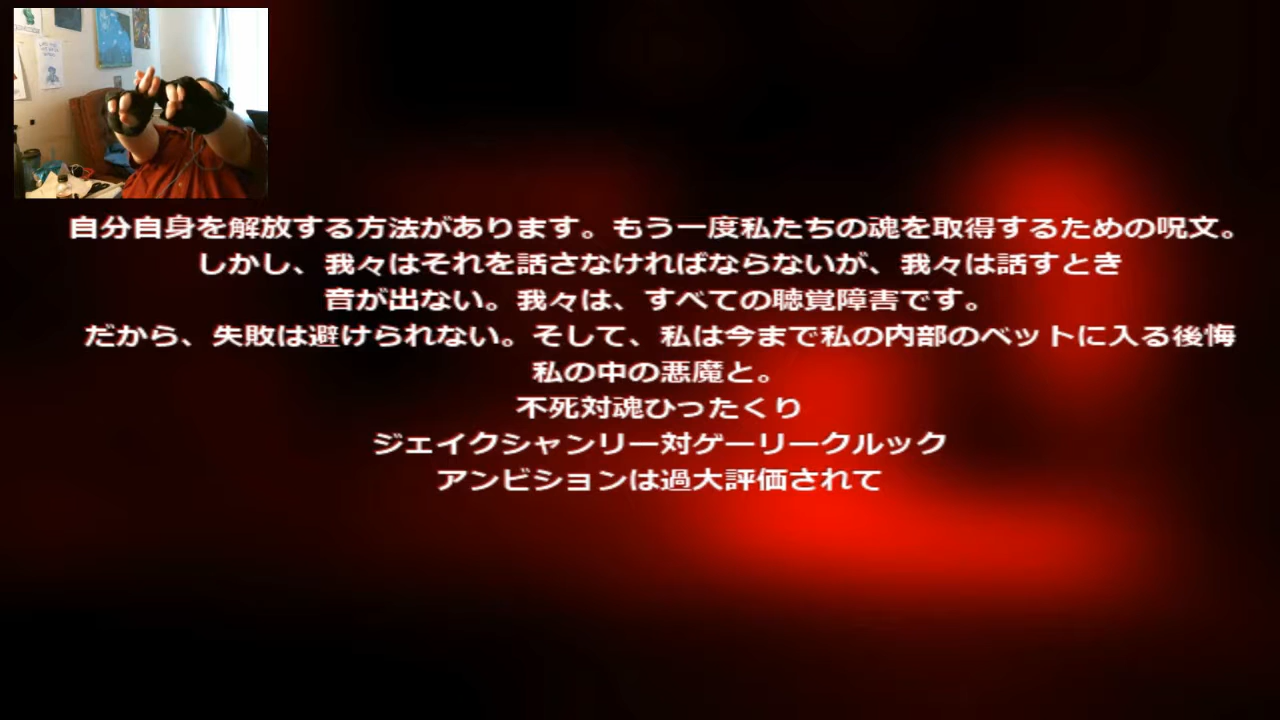 自分自身を解放する方法があります。もう一度私たちの魂を取得するための呪文。
しかし、我々はそれを話さなければならないが、我々は話すとき
音が出ない。我々は、すべての聴覚障害です。
だから、失敗は避けられない。そして、私は今まで私の内部のベットに入る後悔
私の中の悪魔と。
不死対魂ひったくり
ジェイクシャンリー対ゲーリークルック
アンビションは過大評価されて